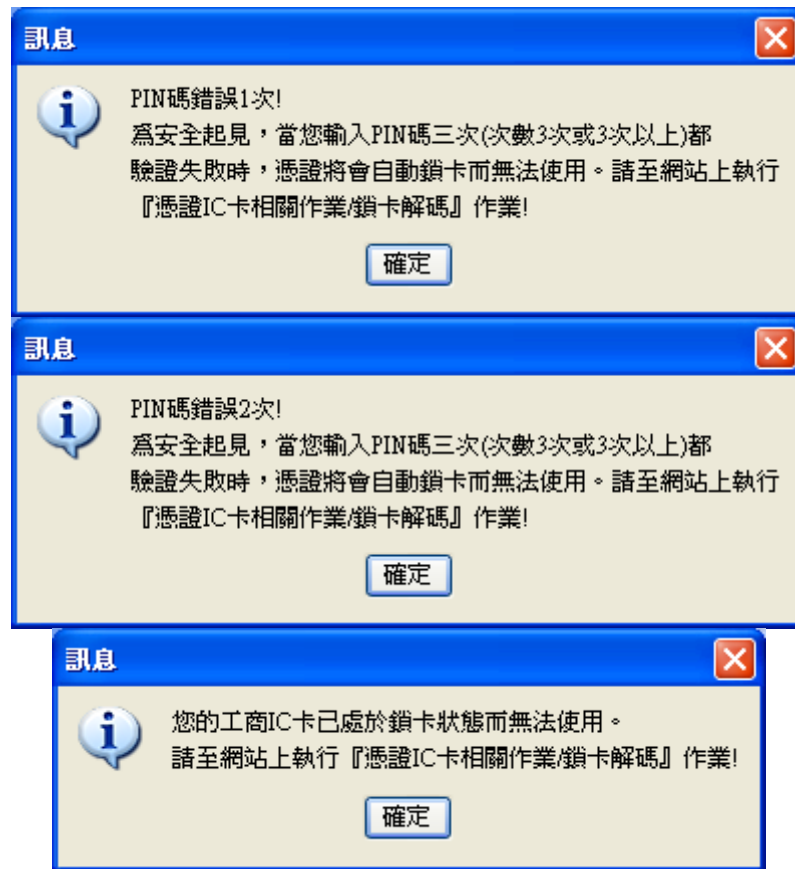 訊息
PIN碼錯誤1次!
為安全起見，當您輸入PIN碼三次(次數3次或3次以上)都
驗證失敗時，憑證將會自動鎖卡而無法使用。請至網站上執行
『憑證IC卡相關作業/鎖卡解碼』作業!
確定
訊息
PIN碼錯誤2次!
為安全起見，當您輸入PIN碼三次(次數3次或3次以上)都
驗證失敗時，憑證將會自動鎖卡而無法使用。請至網站上執行
『憑證IC卡相關作業/鎖卡解碼』作業!
確定
訊息
您的工商IC卡已處於鎖卡狀態而無法使用。
請至網站上執行『憑證IC卡相關作業/鎖卡解碼』作業!
確定